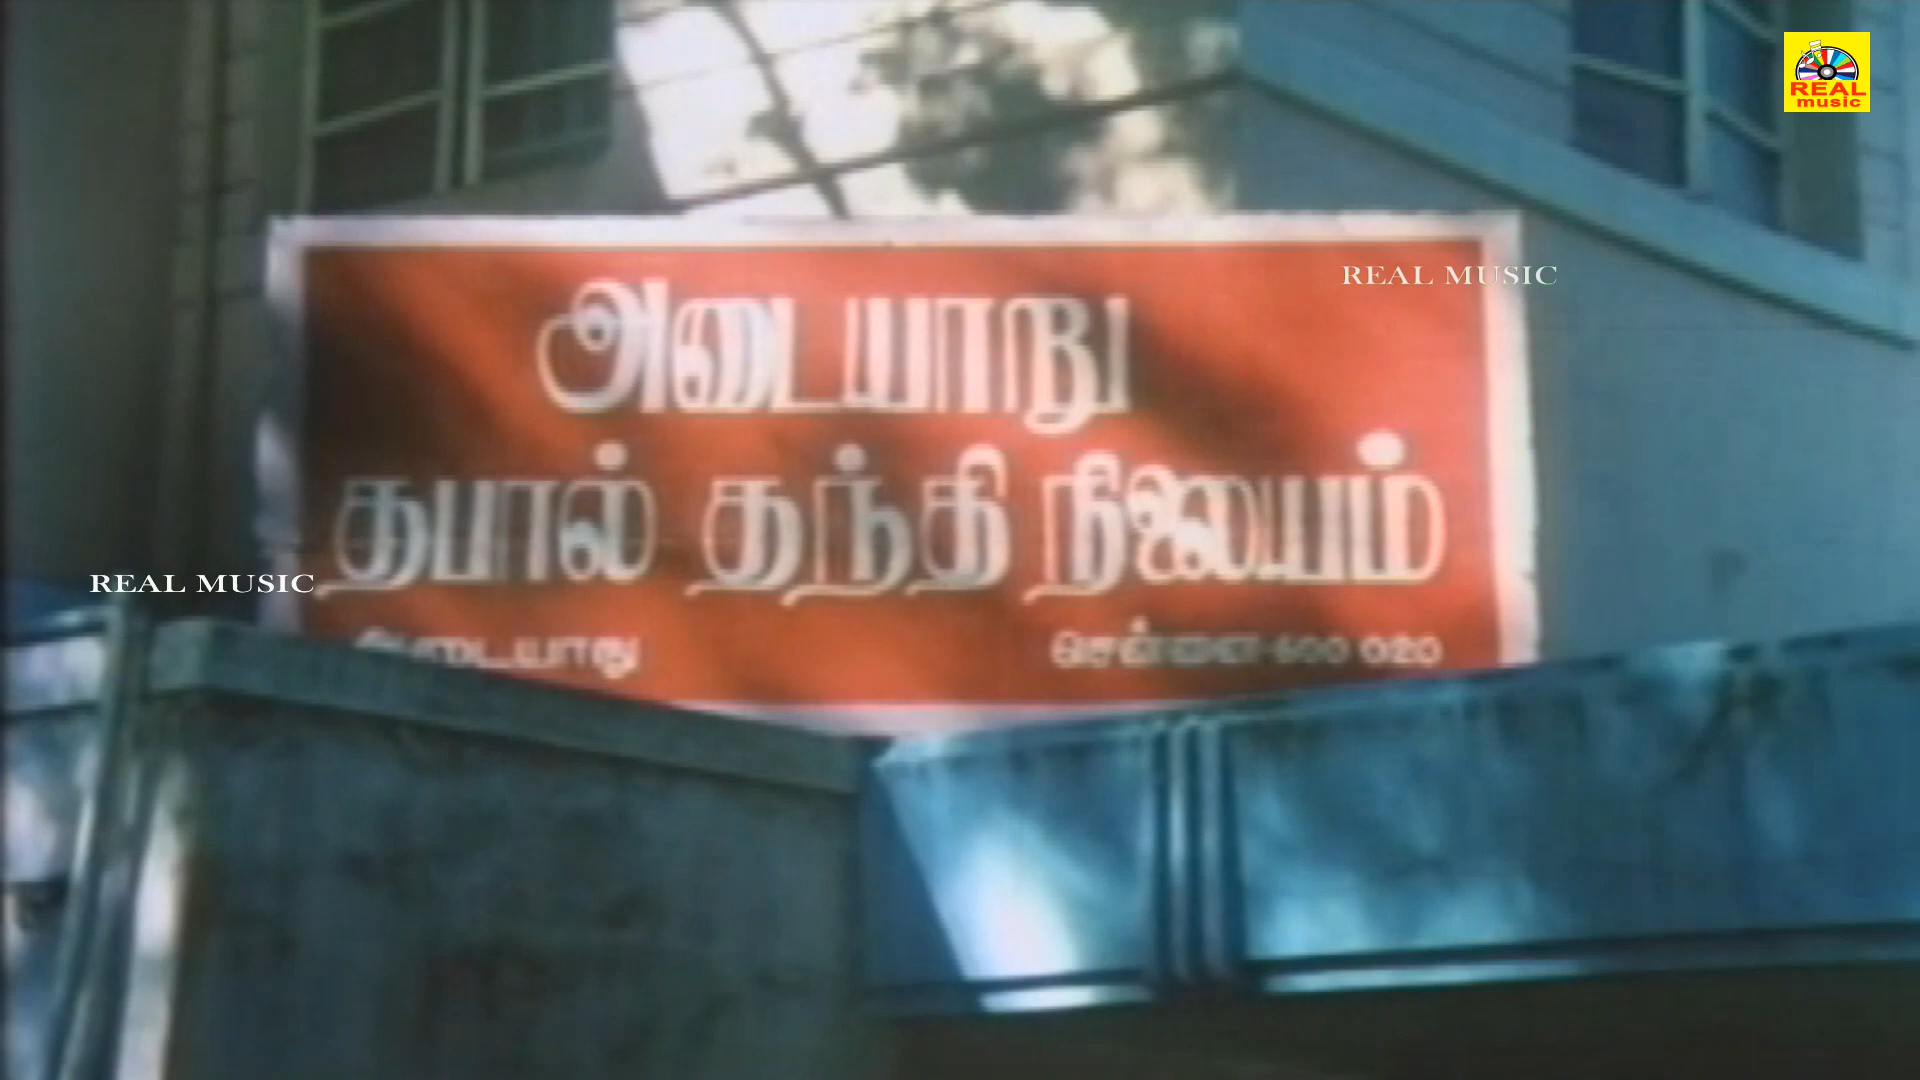 REAL
music
REAL MUSIC
அடையாறு
தபால் தந்தி நிலையம்
REAL MUSIC
அடையாறு சென்னை-600 020